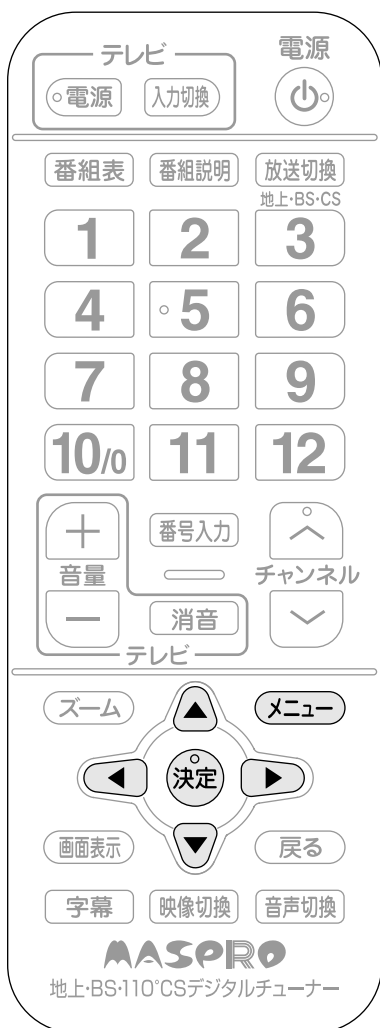 テレビ
電源
電源 入力切換
番組表 番組説明 放送切換
地上・BS・CS
1 2 3
4 5 6
7 8 9
10/0 11 12
番号入力
音量 チャンネル
消音
テレビ
ズーム メニュー
決定
画面表示 戻る
字幕 映像切換 音声切換
MASPRO
地上・BS・110°CSデジタルチューナー